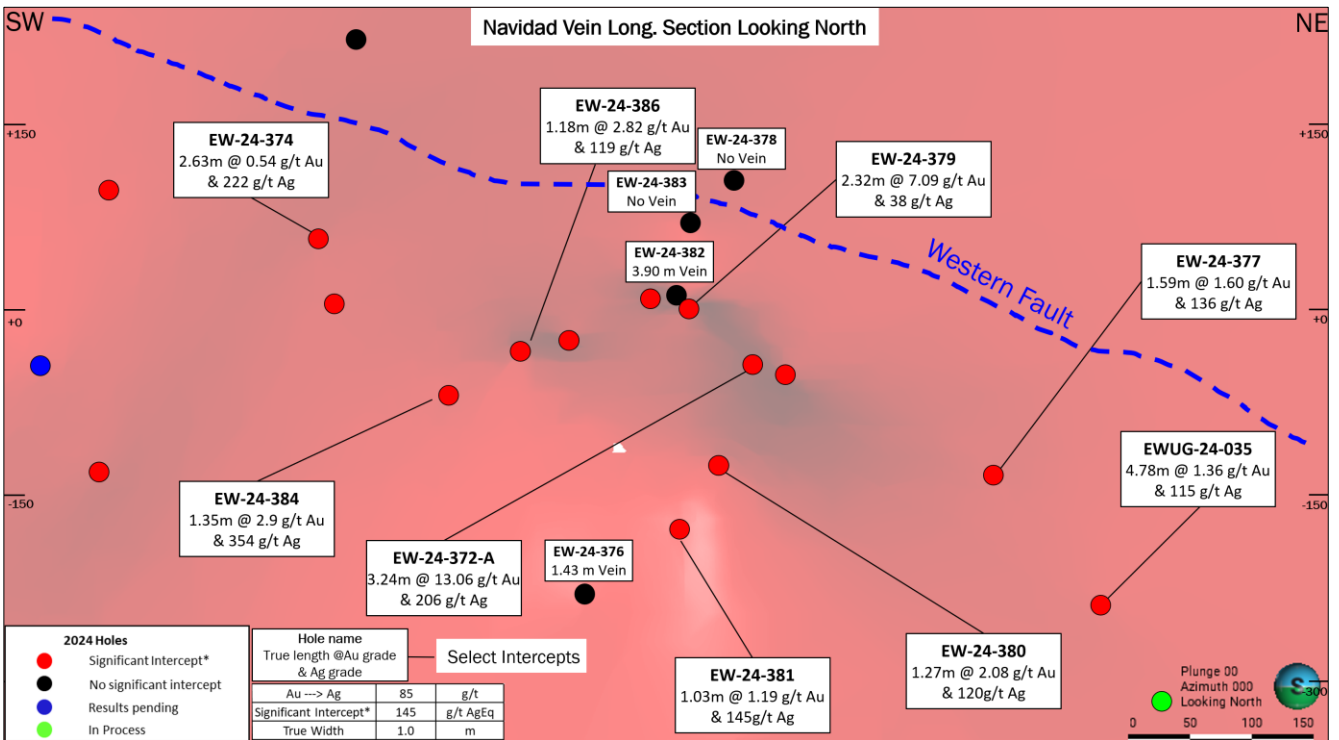 SW
Navidad Vein Long. Section Looking North
NE
+150
+150
EW-24-374
2.63m @ 0.54 g/t Au
& 222 g/t Ag
EW-24-386
1.18m @ 2.82 g/t Au
& 119 g/t Ag
EW-24-378
No Vein
EW-24-383
No Vein
EW-24-379
2.32m @ 7.09 g/t Au
& 38 g/t Ag
EW-24-382
3.90 m Vein
Western Fault
EW-24-377
1.59m @ 1.60 g/t Au
& 136 g/t Ag
+0
+0
EWUG-24-035
4.78m @ 1.36 g/t Au
& 115 g/t Ag
-150
-150
EW-24-384
1.35m @ 2.9 g/t Au
& 354 g/t Ag
EW-24-372-A
3.24m @ 13.06 g/t Au
& 206 g/t Ag
EW-24-376
1.43 m Vein
EW-24-381
1.03m @ 1.19 g/t Au
& 145g/t Ag
EW-24-380
1.27m @ 2.08 g/t Au
& 120g/t Ag
2024 Holes
Significant Intercept*
No significant intercept
Results pending
In Process
Hole name
True length @Au grade
& Ag grade
Select Intercepts
Au ---> Ag 85 g/t
Significant Intercept* 145 g/t AgEq
True Width 1.0 m
Plunge 00
Azimuth 000
Looking North
S
-300
0 50 100 150